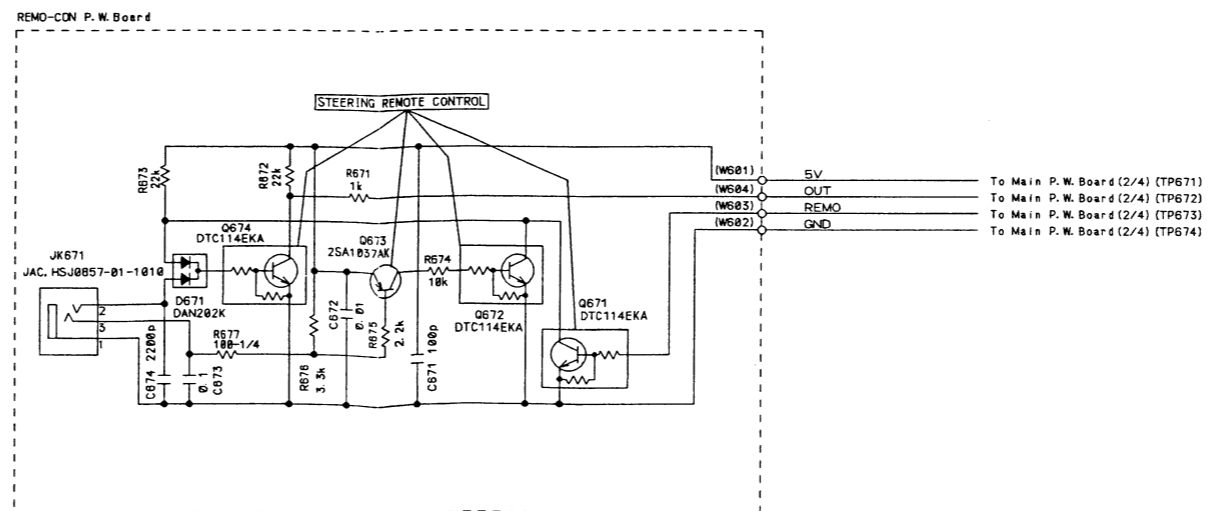 REMO-CON P.W.Board
STEERING REMOTE CONTROL
R673
22k
R672
22k
R671
1k
(W601)
5V
To Main P.W.Board(2/4)(TP671)
(W604)
OUT
To Main P.W.Board(2/4)(TP672)
(W603)
REMO
To Main P.W.Board(2/4)(TP673)
(W602)
GND
To Main P.W.Board(2/4)(TP674)
Q674
DTC114EKA
Q673
2SA1037AK
JK671
JAC.HSJ0857-01-1010
R674
10k
D671
DAN202K
Q672
DTC114EKA
Q671
DTC114EKA
2
3
1
R677
100-1/4
C672
0.01
R675
2.2k
C674 2200p
0.1
C673
R676
3.3k
C671 100p